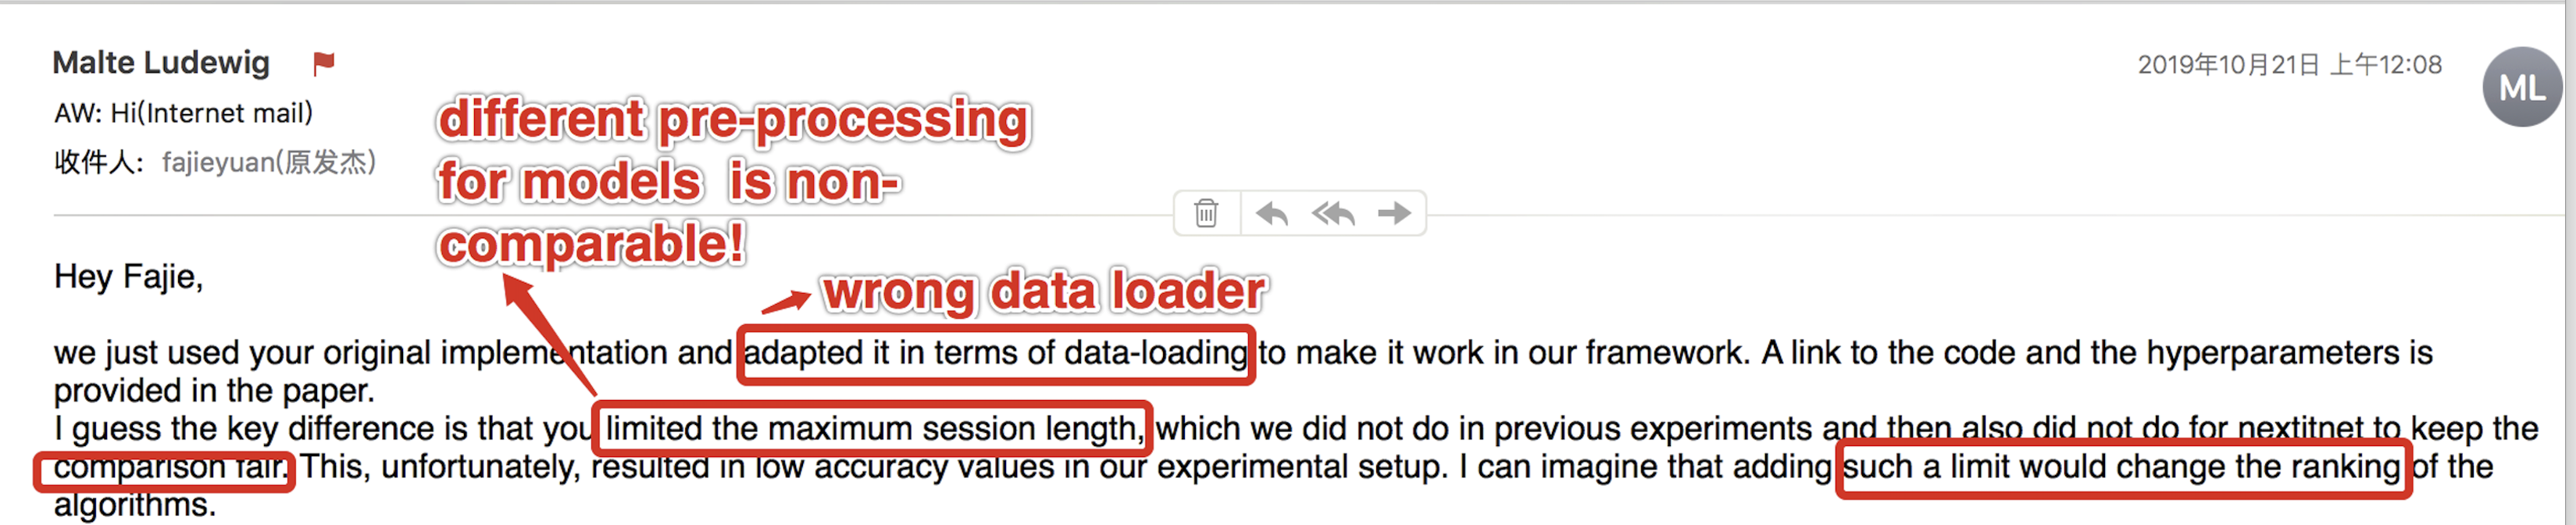 Malte Ludewig
2019年10月21日 上午12:08
ML
AW: Hi(Internet mail)
收件人: fajieyuan(原发杰)
different pre-processing
for models is non-
comparable!
Hey Fajie,
wrong data loader
we just used your original implementation and adapted it in terms of data-loading to make it work in our framework. A link to the code and the hyperparameters is
provided in the paper.
I guess the key difference is that you limited the maximum session length, which we did not do in previous experiments and then also did not do for nextitnet to keep the
comparison fair. This, unfortunately, resulted in low accuracy values in our experimental setup. I can imagine that adding such a limit would change the ranking of the
algorithms.